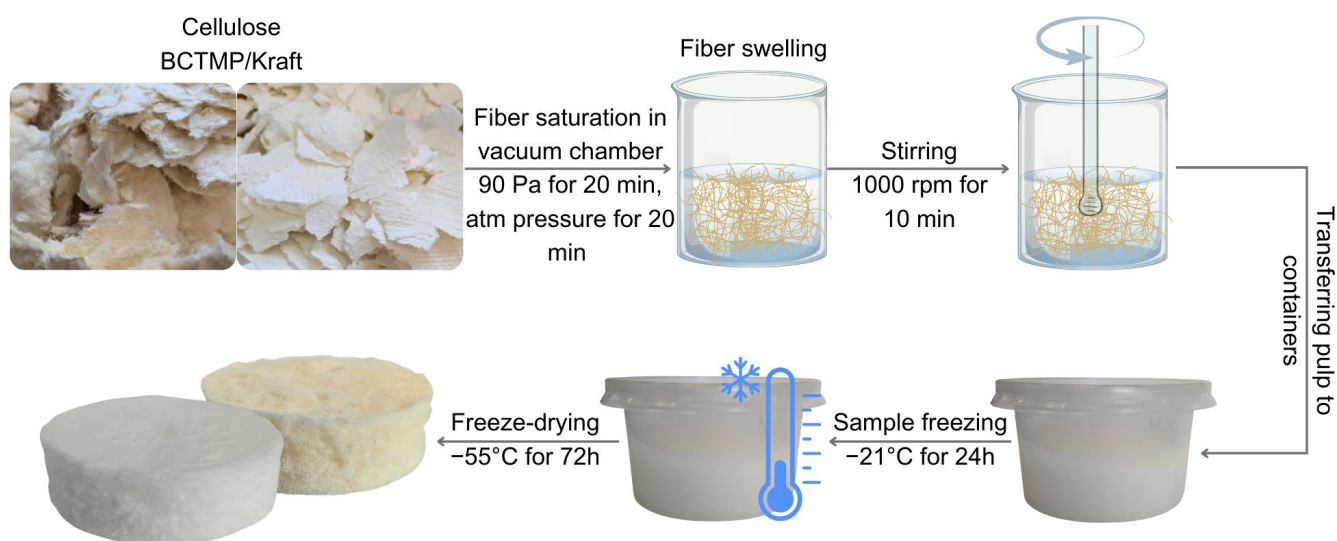 Cellulose
BCTMP/Kraft
Fiber saturation in
vacuum chamber
90 Pa for 20 min,
atm pressure for 20
min
Fiber swelling
Stirring
1000 rpm for
10 min
Transferring pulp to
containers
Sample freezing
−21°C for 24h
Freeze-drying
−55°C for 72h